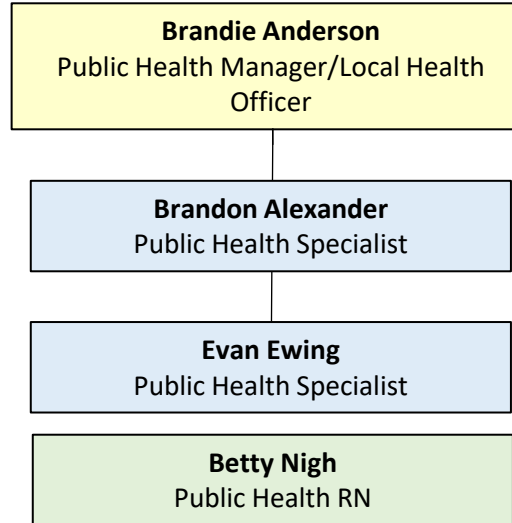 Brandie Anderson
Public Health Manager/Local Health
Officer
Brandon Alexander
Public Health Specialist
Evan Ewing
Public Health Specialist
Betty Nigh
Public Health RN